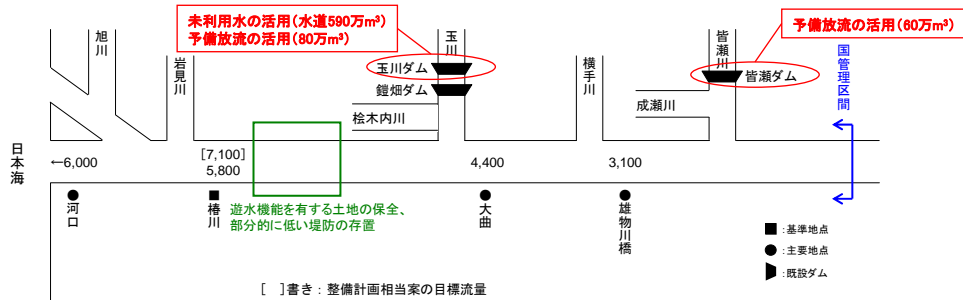 未利用水の活用(水道590万m³)
予備放流の活用(80万m³)
予備放流の活用(60万m³)
旭川
岩見川
玉川
横手川
皆瀬川
国管理区間
玉川ダム
鎧畑ダム
皆瀬ダム
桧木内川
成瀬川
日本海
←6,000
[7,100]
5,800
4,400
3,100
河口
椿川
遊水機能を有する土地の保全、
部分的に低い堤防の存置
大曲
雄物川橋
■:基準地点
●:主要地点
:既設ダム
[ ]書き:整備計画相当案の目標流量